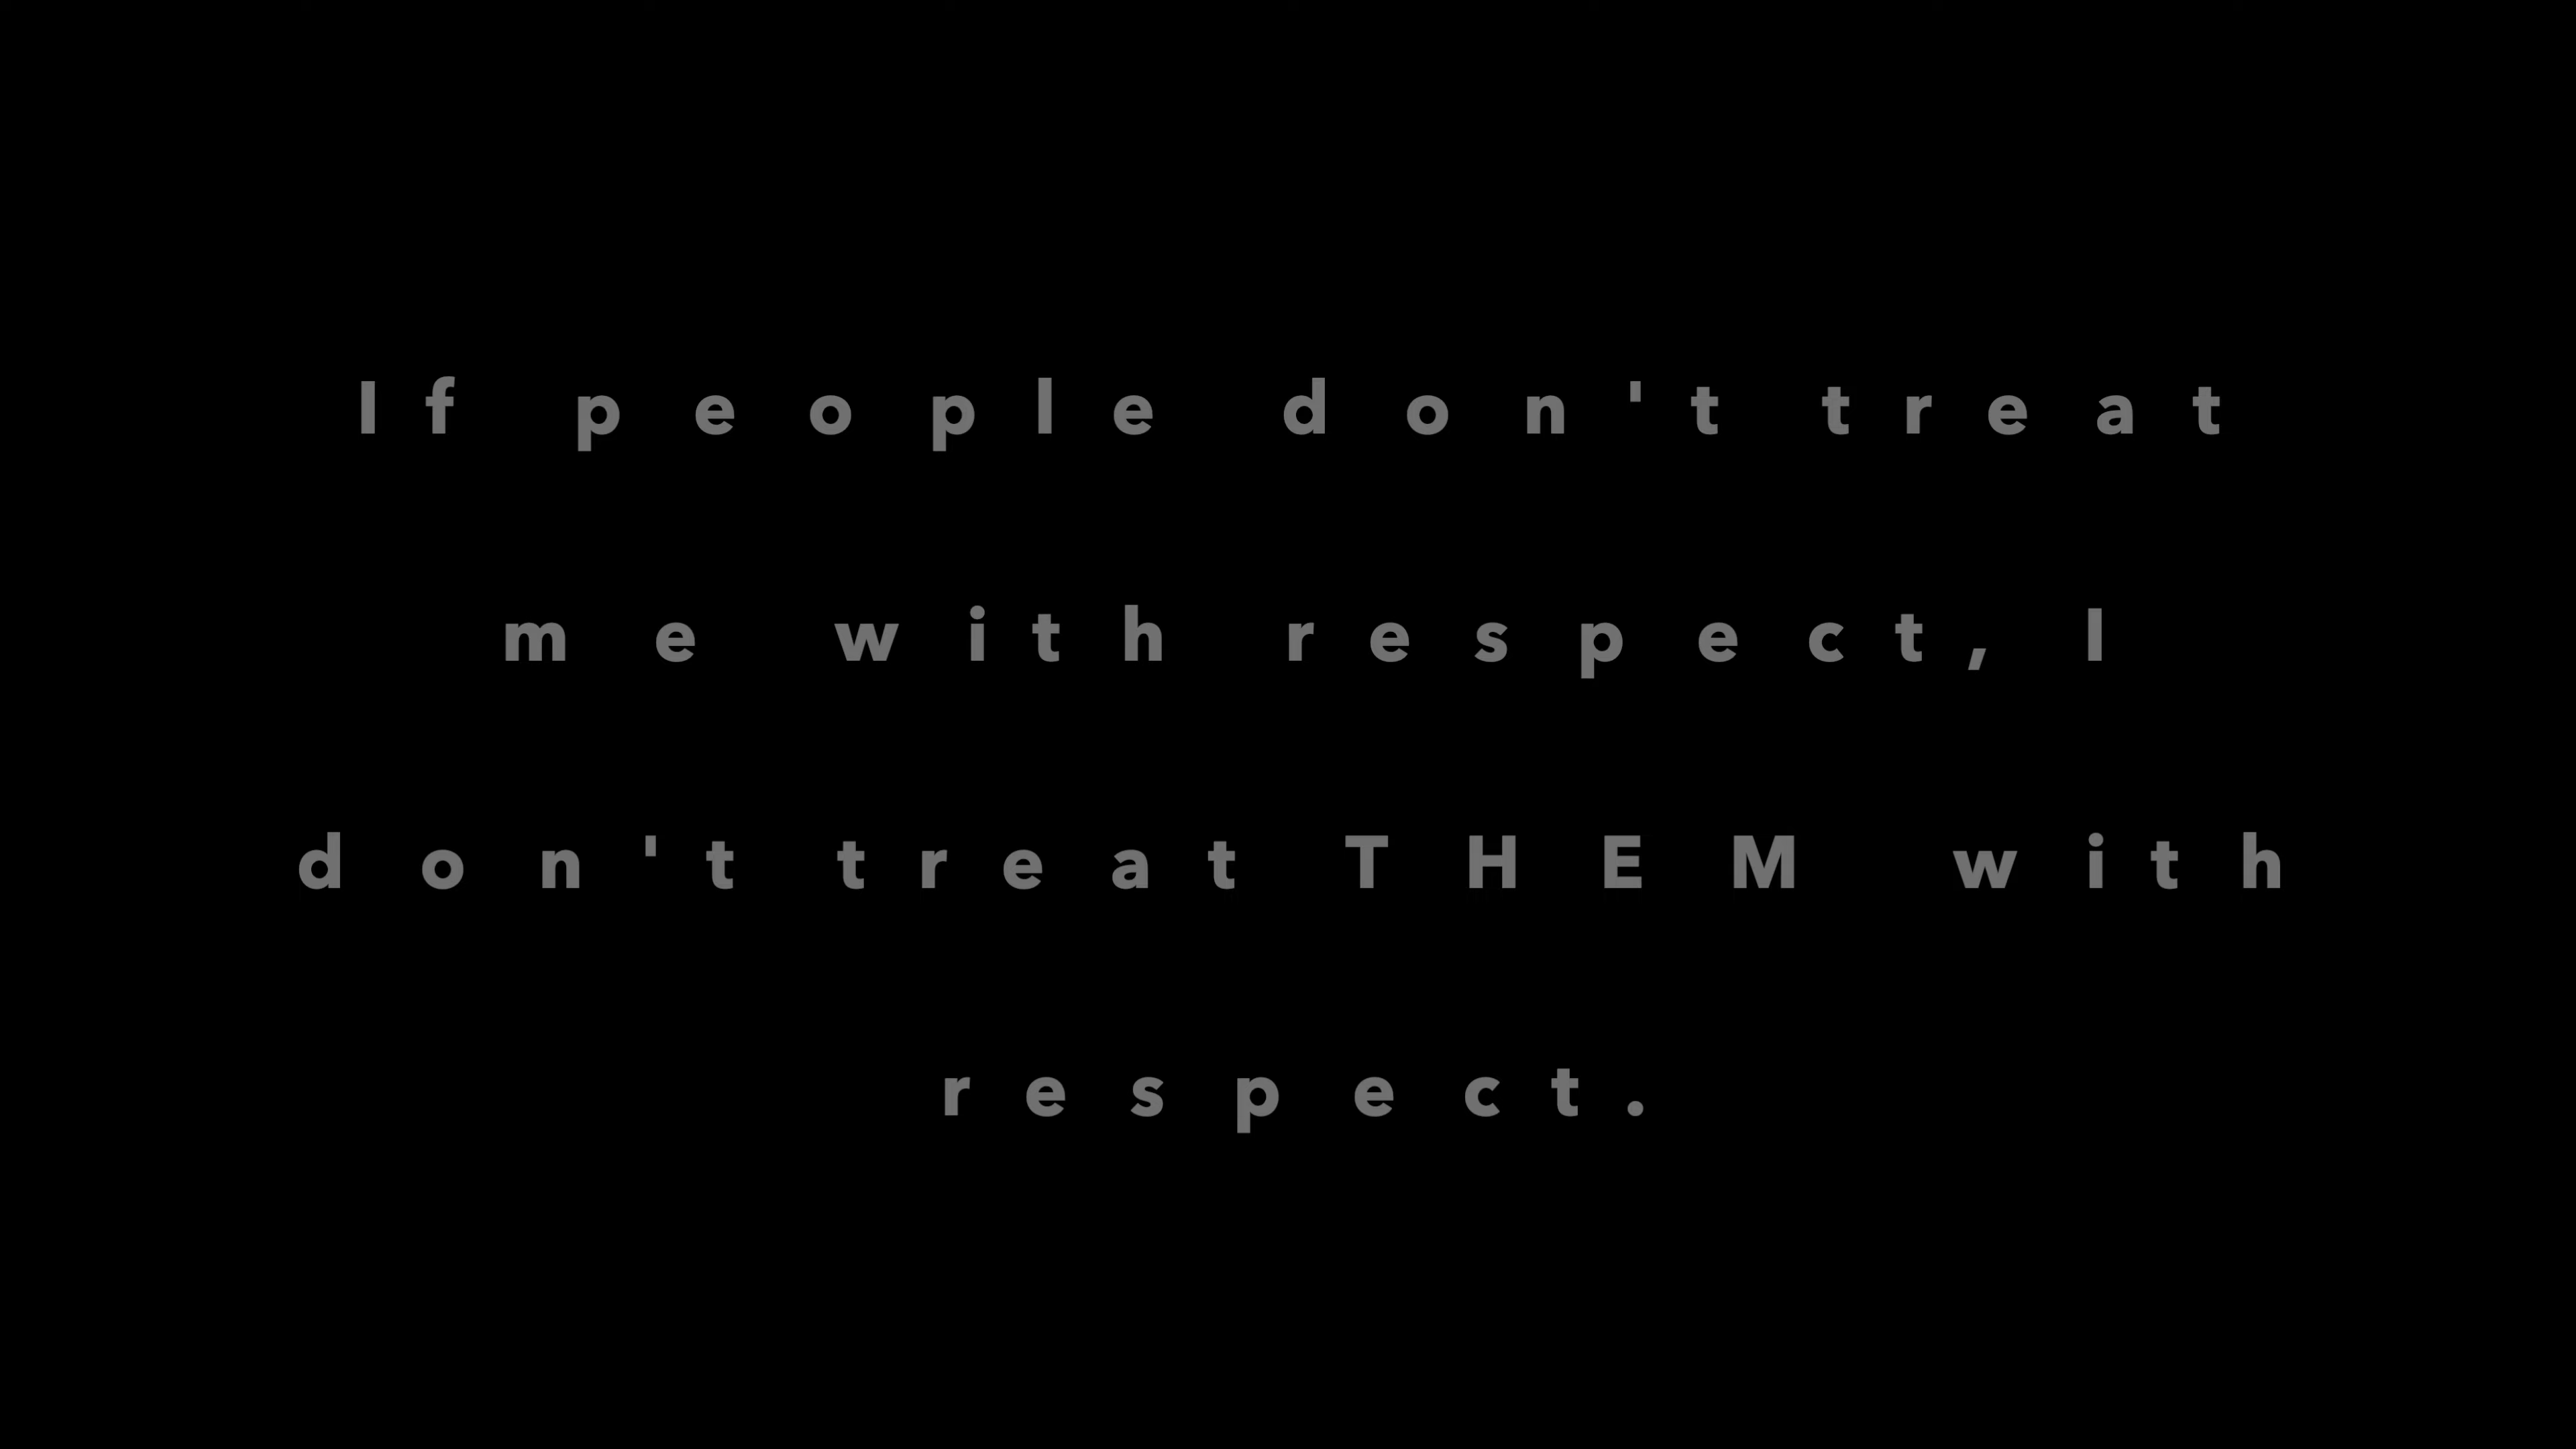 If people don't treat
me with respect, I
don't treat THEM with
respect.